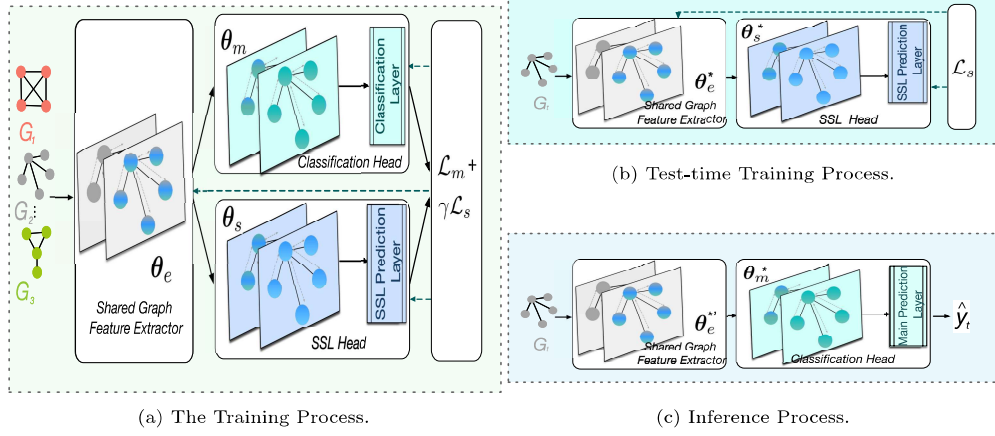 G₁
G₂
⋮
G₃
θₑ
Shared Graph
Feature Extractor
θₘ
Classification
Layer
Classification Head
θₛ
SSL Prediction
Layer
SSL Head
ℒₘ +
γℒₛ
(a) The Training Process.
Gₜ
θₑ*
Shared Graph
Feature Extractor
θₛ*
SSL Prediction
Layer
SSL Head
ℒₛ
(b) Test-time Training Process.
Gₜ
θₑ*'
Shared Graph
Feature Extractor
θₘ*
Main Prediction
Layer
Classification Head
ŷₜ
(c) Inference Process.